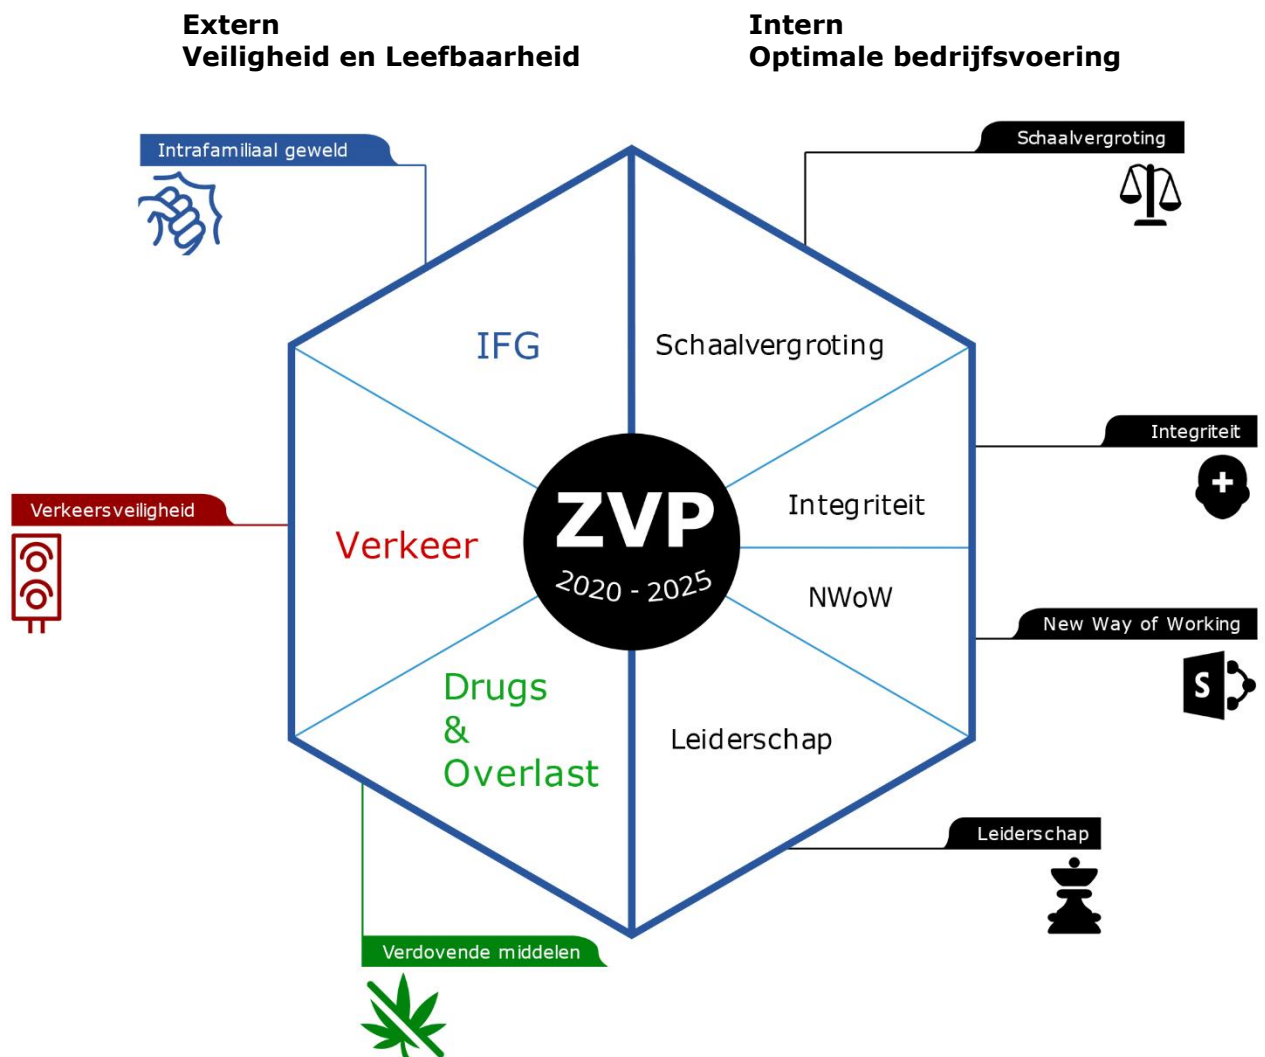 Extern
Veiligheid en Leefbaarheid
Intern
Optimale bedrijfsvoering
Intrafamiliaal geweld
Schaalvergroting
IFG
Schaalvergroting
Integriteit
Verkeersveiligheid
Verkeer
ZVP
2020 - 2025
Integriteit
NWoW
New Way of Working
S
Drugs
&
Overlast
Leiderschap
Leiderschap
Verdovende middelen